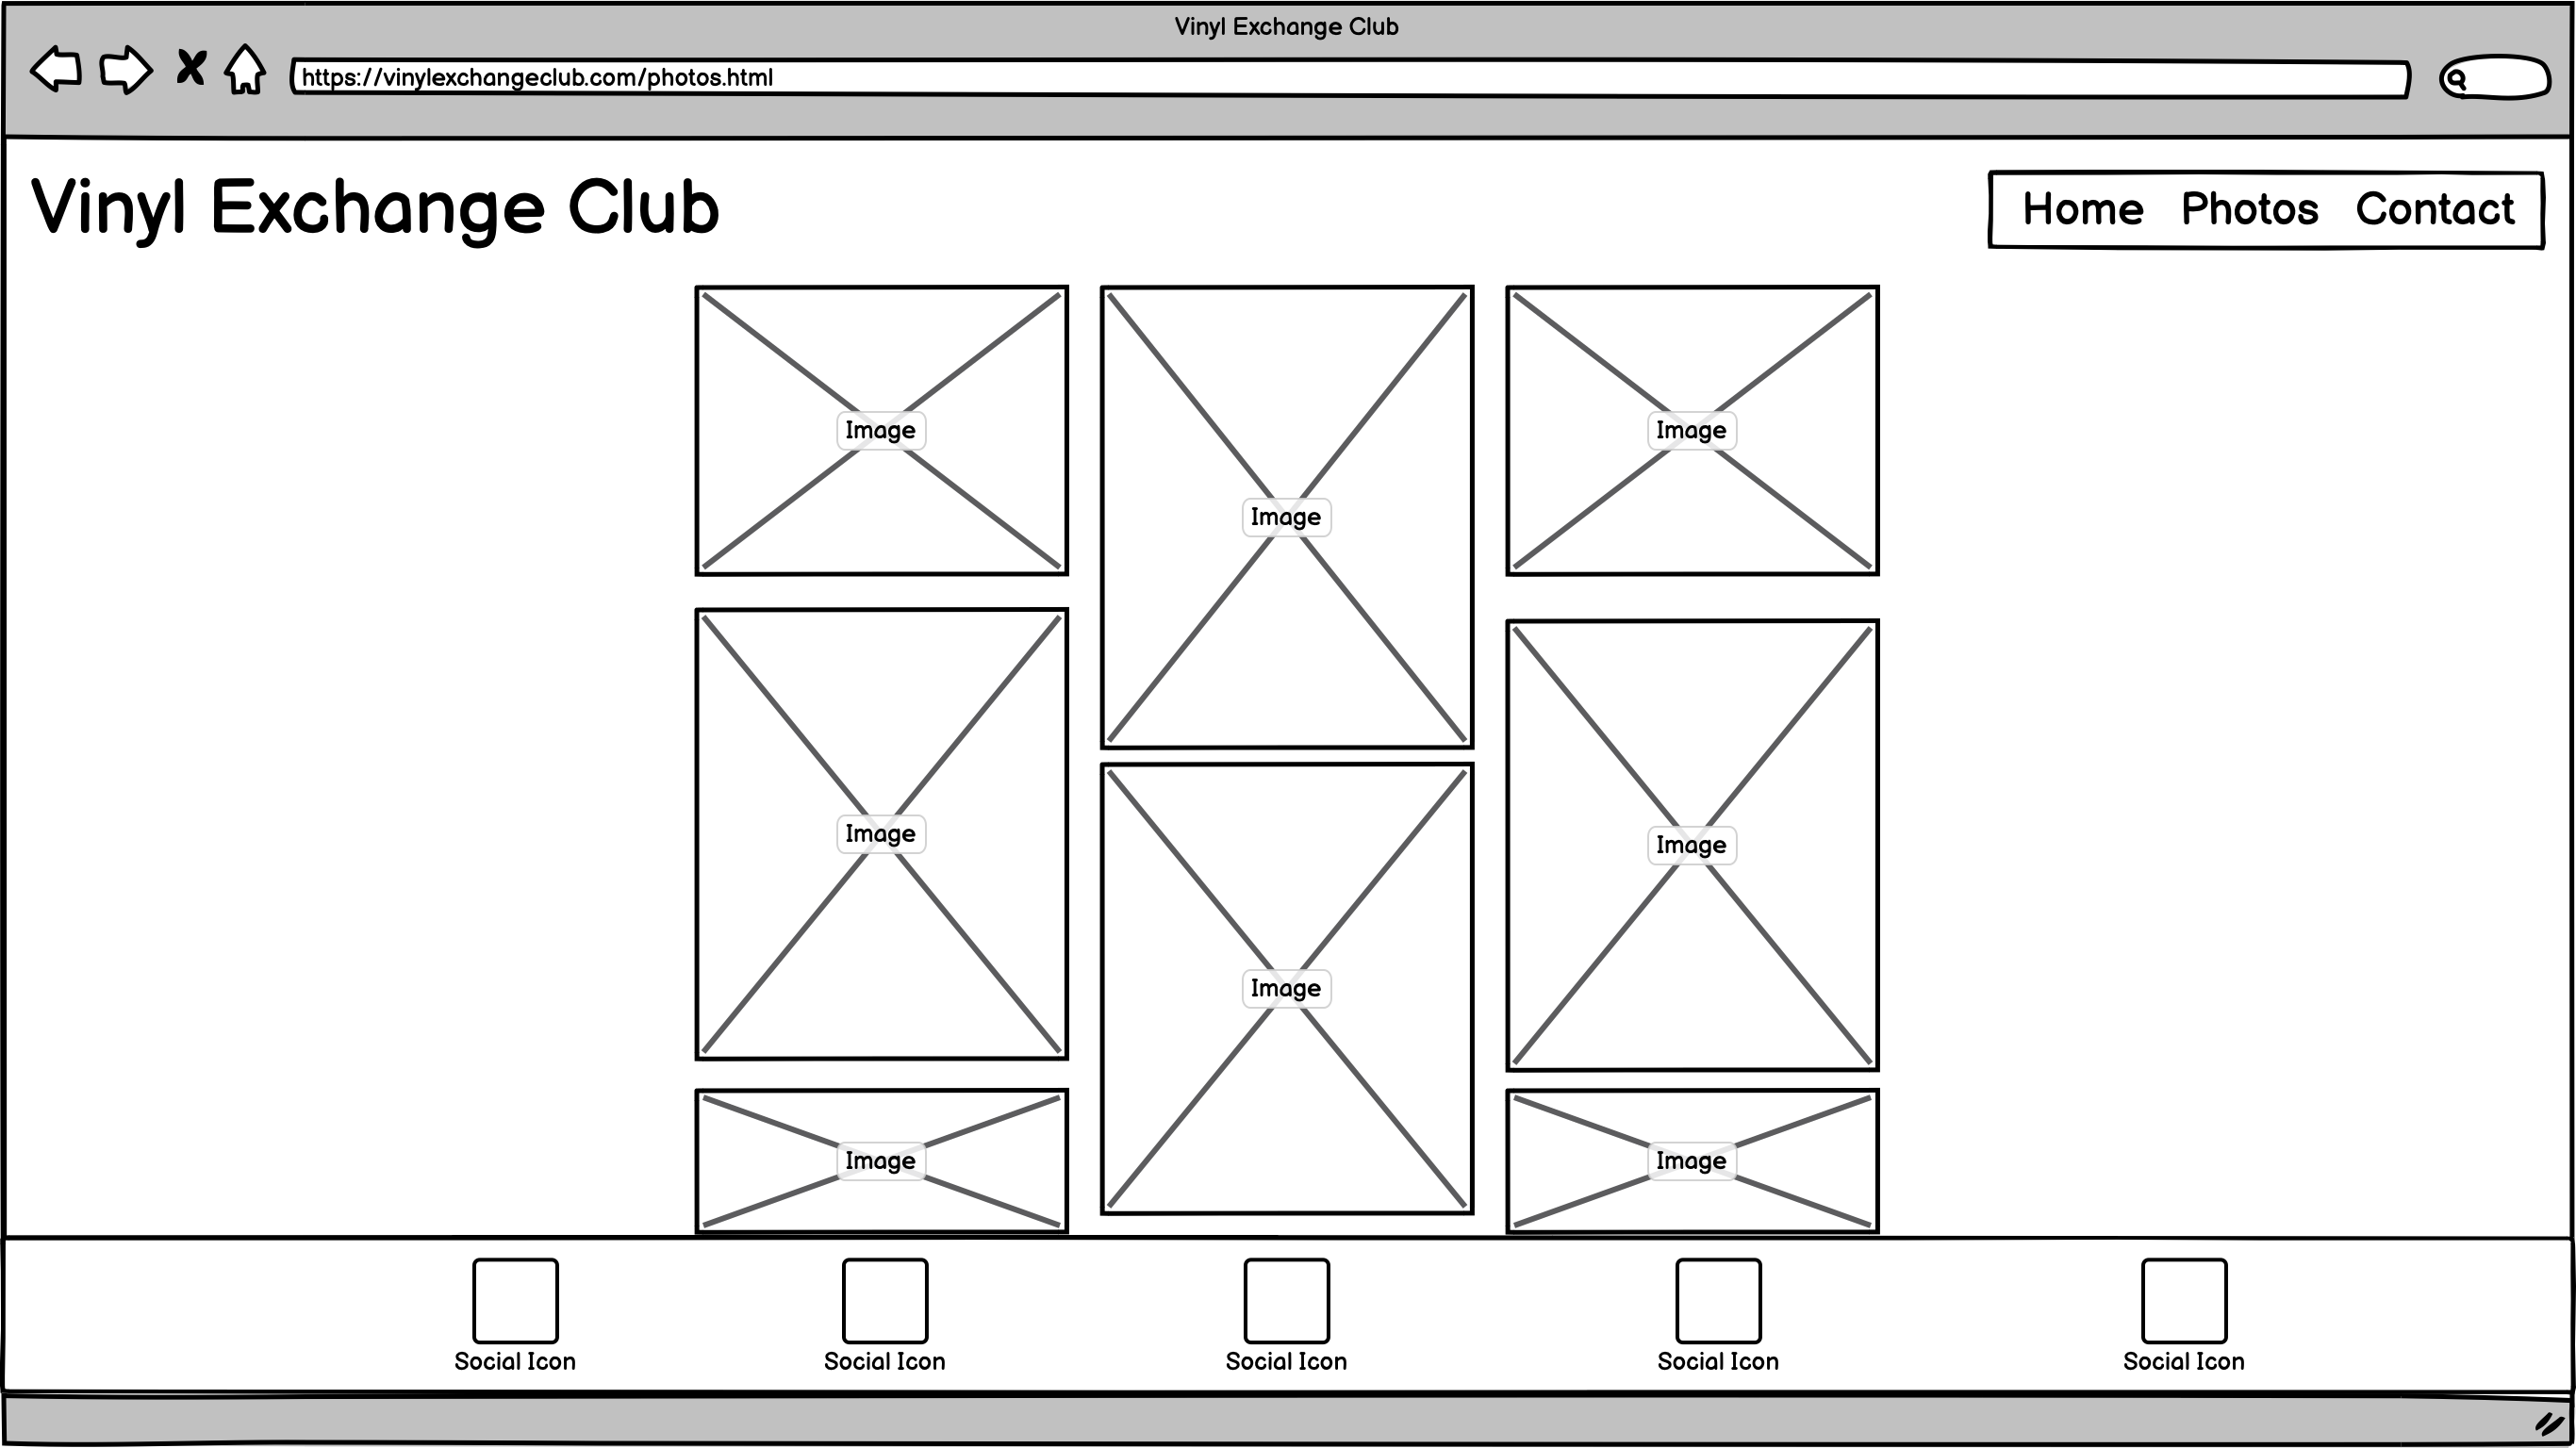 Vinyl Exchange Club
https://vinylexchangeclub.com/photos.html
Vinyl Exchange Club
Home Photos Contact
Image
Image
Image
Image
Image
Image
Image
Image
Social Icon
Social Icon
Social Icon
Social Icon
Social Icon